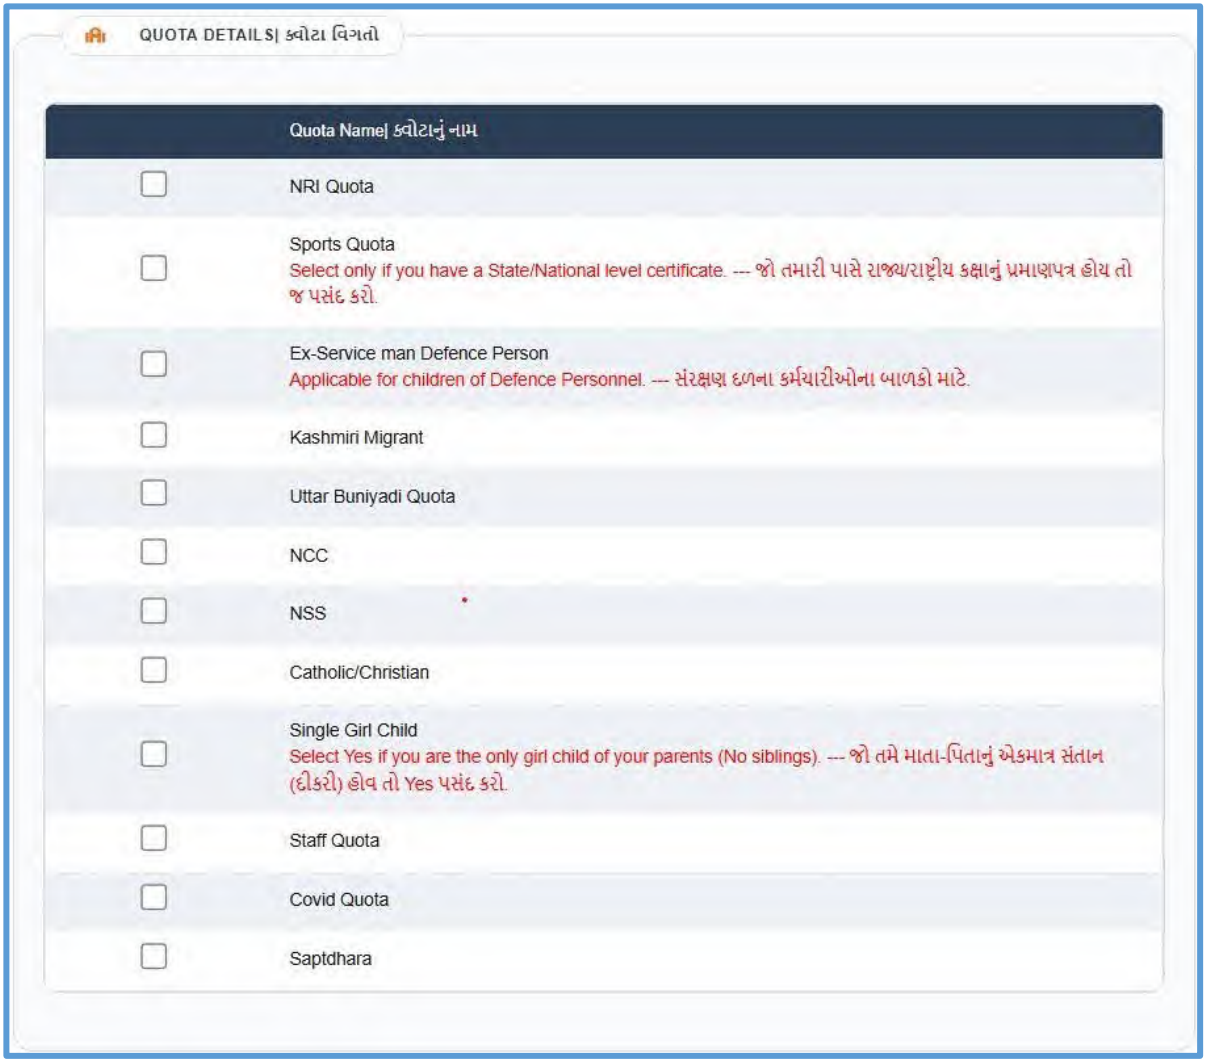 QUOTA DETAILS| ક્વોટા વિગતો
Quota Name| ક્વોટાનું નામ
NRI Quota
Sports Quota
Select only if you have a State/National level certificate. --- જો તમારી પાસે રાજ્ય/રાષ્ટ્રીય કક્ષાનું પ્રમાણપત્ર હોય તો
જ પસંદ કરો.
Ex-Service man Defence Person
Applicable for children of Defence Personnel. --- સંરક્ષણ દળના કર્મચારીઓના બાળકો માટે.
Kashmiri Migrant
Uttar Buniyadi Quota
NCC
NSS
Catholic/Christian
Single Girl Child
Select Yes if you are the only girl child of your parents (No siblings). --- જો તમે માતા-પિતાનું એકમાત્ર સંતાન
(દીકરી) હોવ તો Yes પસંદ કરો.
Staff Quota
Covid Quota
Saptdhara